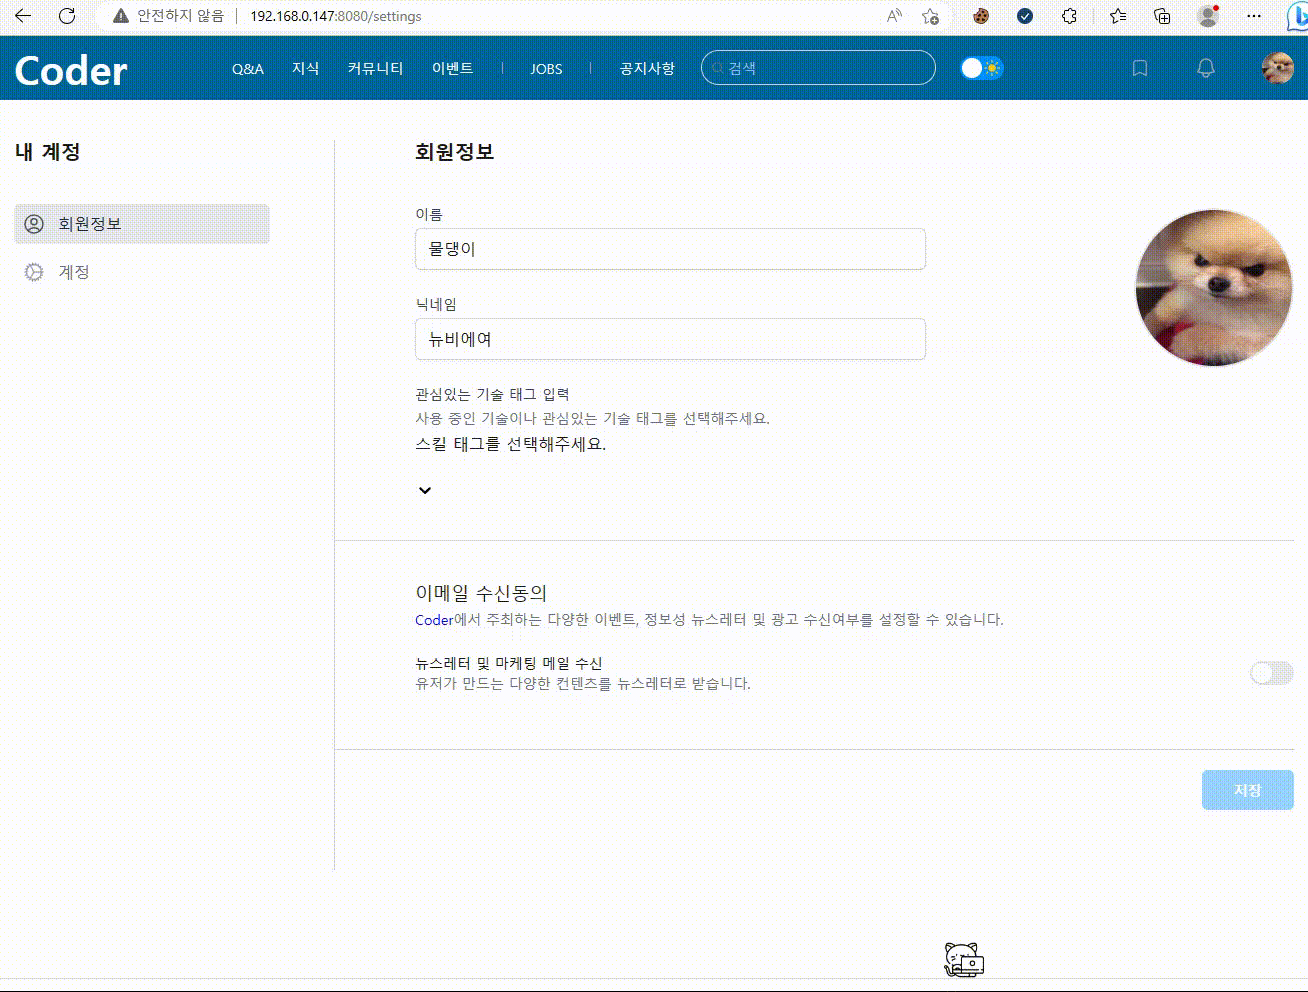 안전하지 않음 | 192.168.0.147:8080/settings
Coder Q&A 지식 커뮤니티 이벤트 | JOBS | 공지사항 검색
내 계정
회원정보
계정
회원정보
이름
물댕이
닉네임
뉴비에여
관심있는 기술 태그 입력
사용 중인 기술이나 관심있는 기술 태그를 선택해주세요.
스킬 태그를 선택해주세요.
이메일 수신동의
Coder에서 주최하는 다양한 이벤트, 정보성 뉴스레터 및 광고 수신여부를 설정할 수 있습니다.
뉴스레터 및 마케팅 메일 수신
유저가 만드는 다양한 컨텐츠를 뉴스레터로 받습니다.
저장